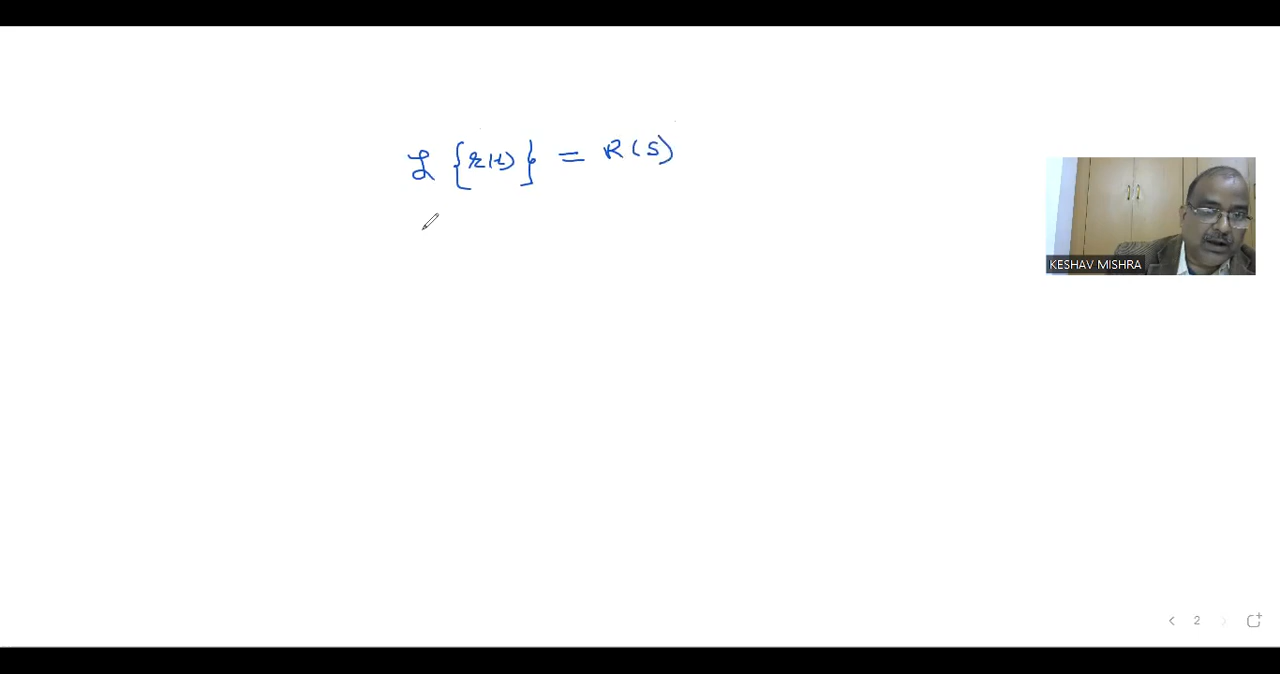 ℒ {r(t)} = R(S)
KESHAV MISHRA
2